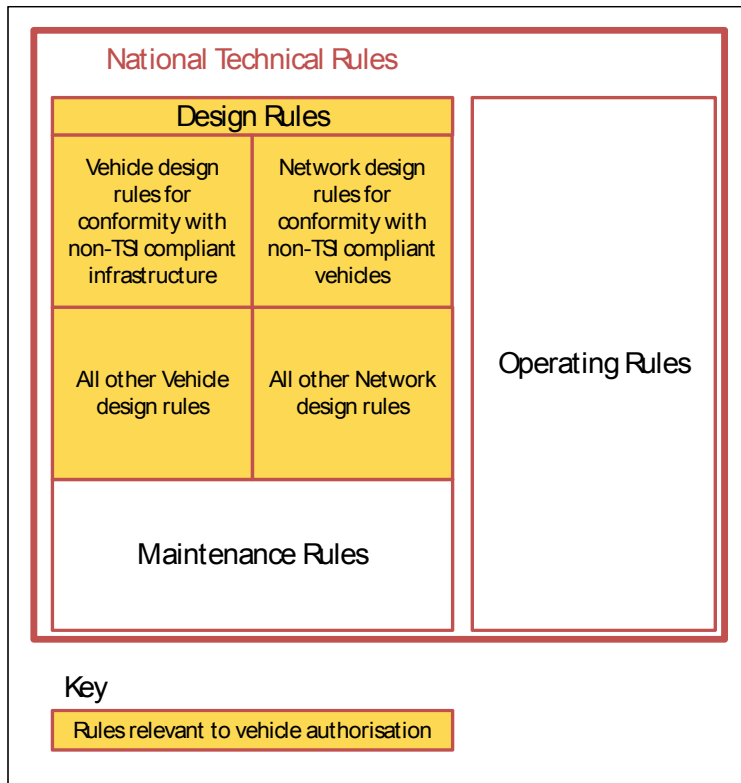 National Technical Rules
Design Rules
Vehicle design
rules for
conformity with
non-TSI compliant
infrastructure
Network design
rules for
conformity with
non-TSI compliant
vehicles
All other Vehicle
design rules
All other Network
design rules
Operating Rules
Maintenance Rules
Key
Rules relevant to vehicle authorisation